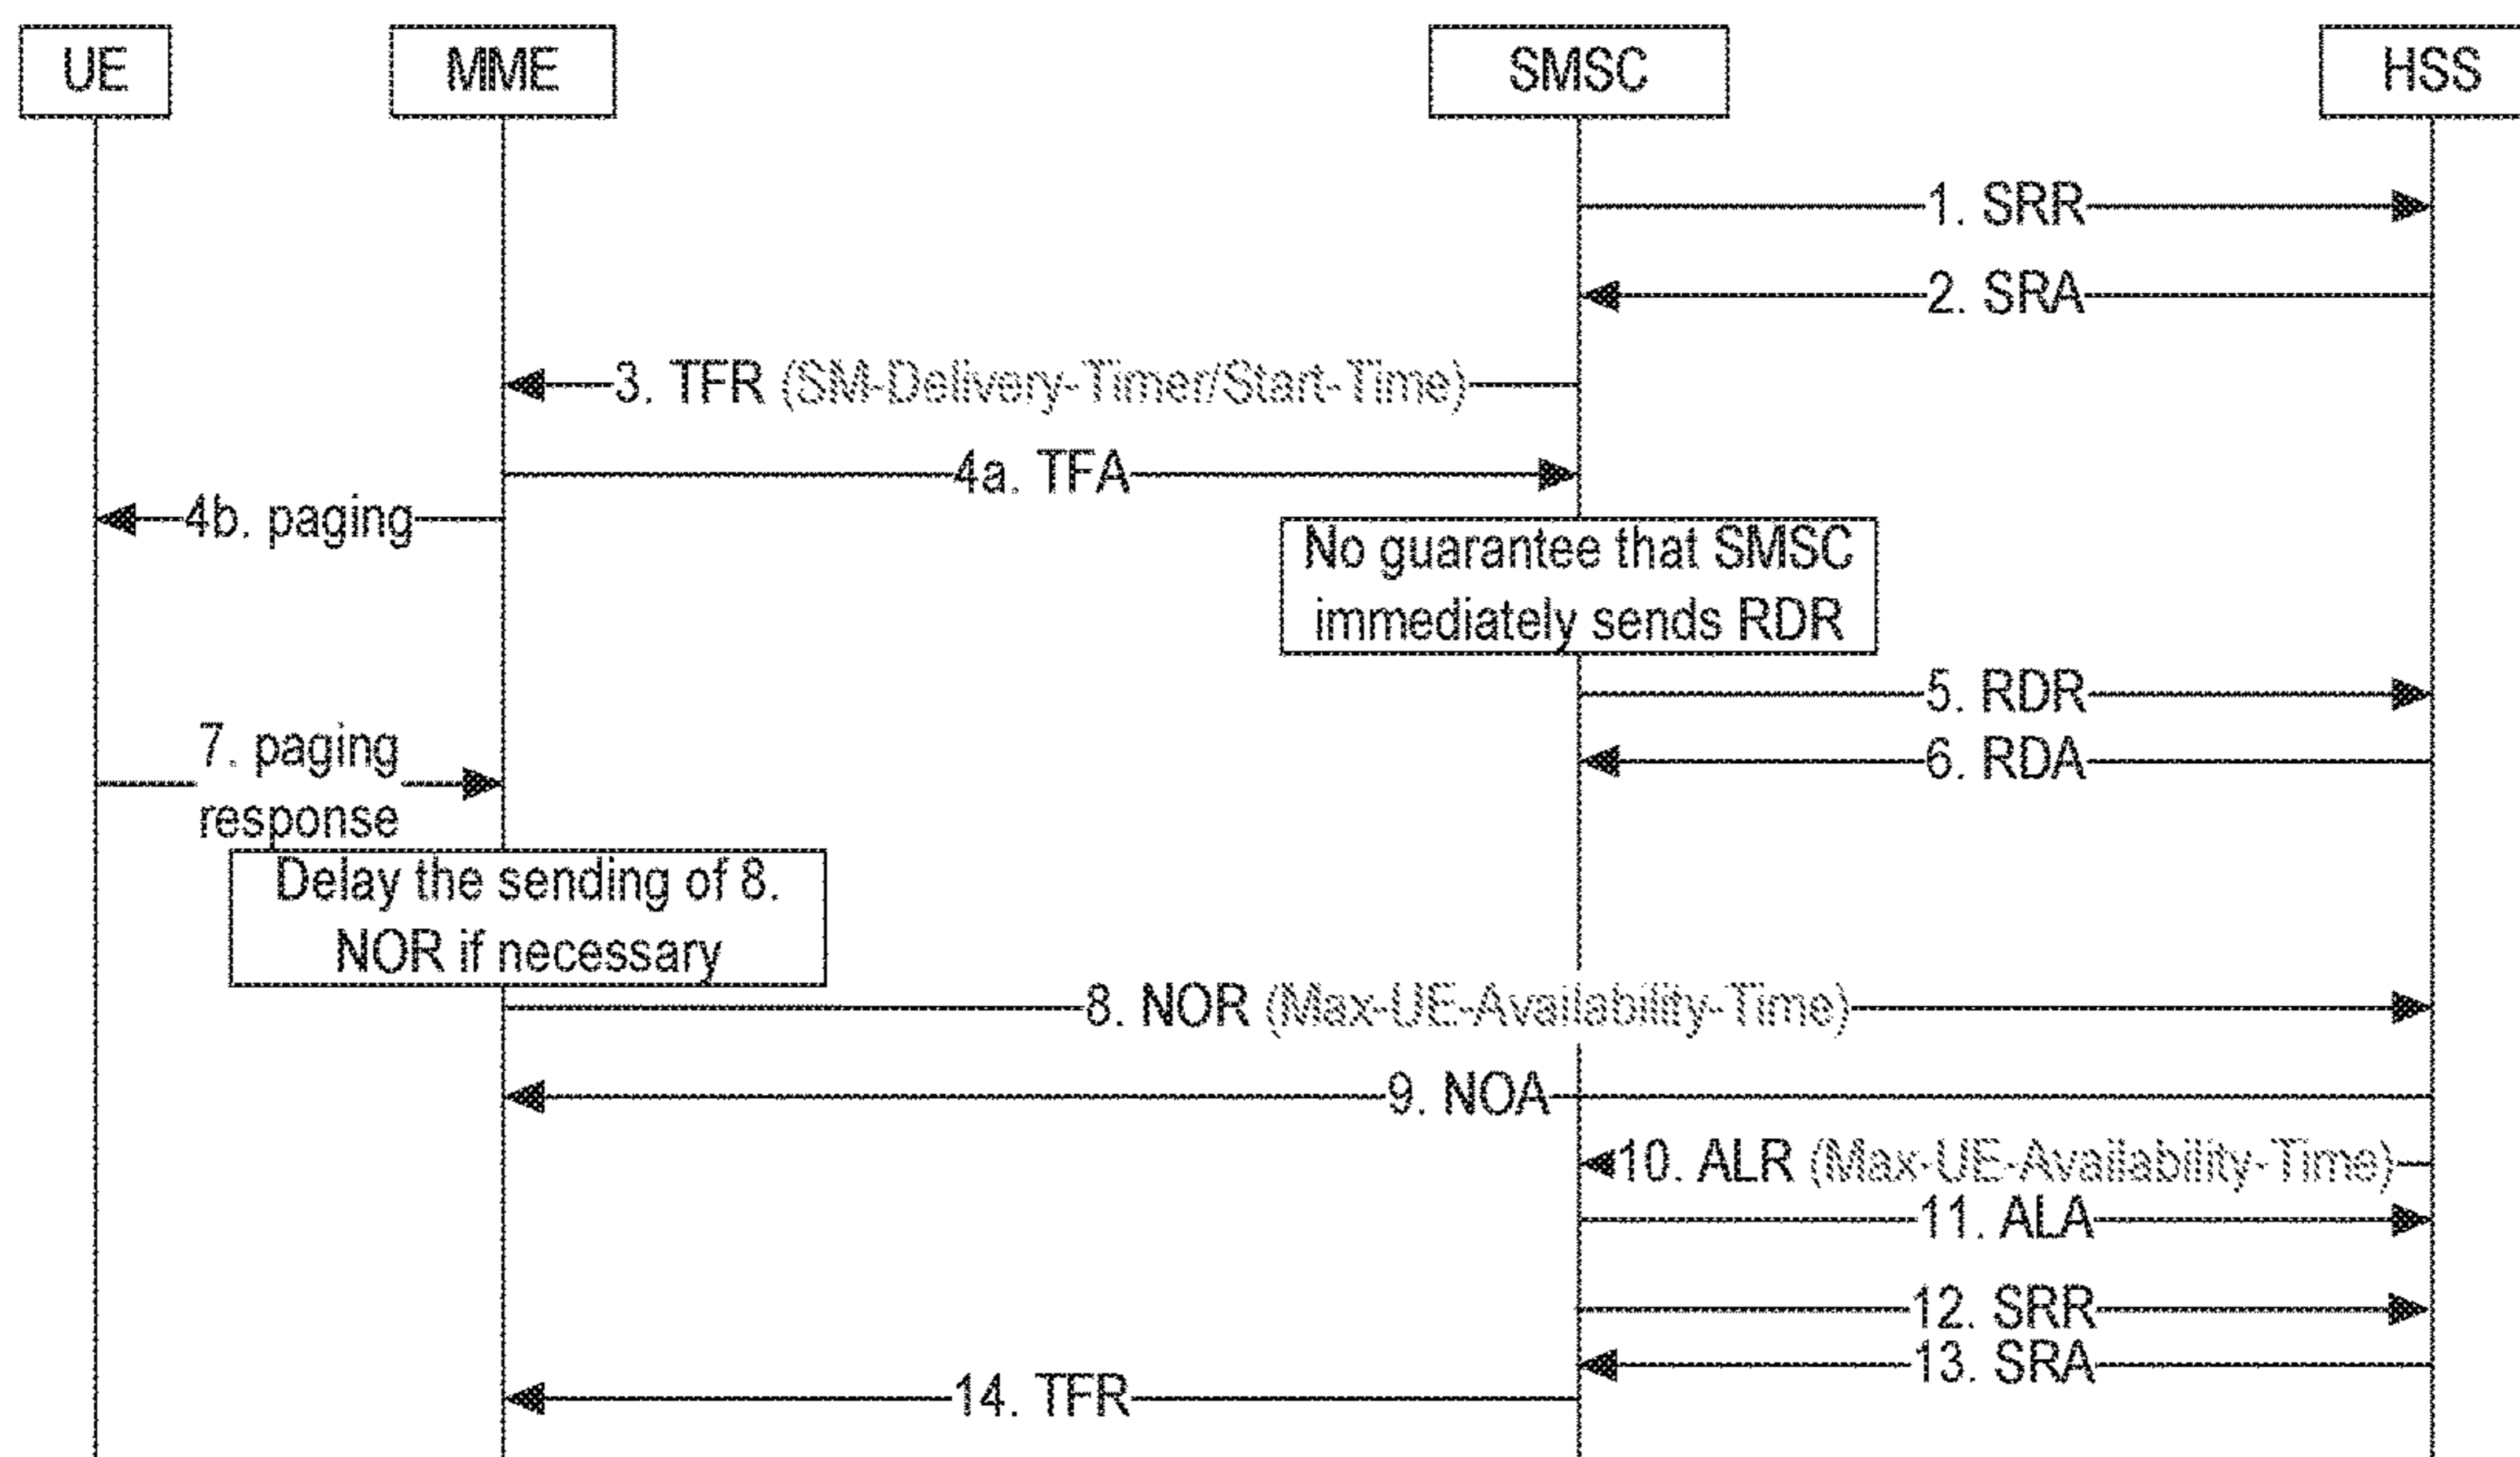 UE
MME
SMSC
HSS
1. SRR
2. SRA
3. TFR (SM-Delivery-Timer/Start-Time)
4a. TFA
4b. paging
No guarantee that SMSC
immediately sends RDR
5. RDR
6. RDA
7. paging
response
Delay the sending of 8.
NOR if necessary
8. NOR (Max-UE-Availability-Time)
9. NOA
10. ALR (Max-UE-Availability-Time)
11. ALA
12. SRR
13. SRA
14. TFR